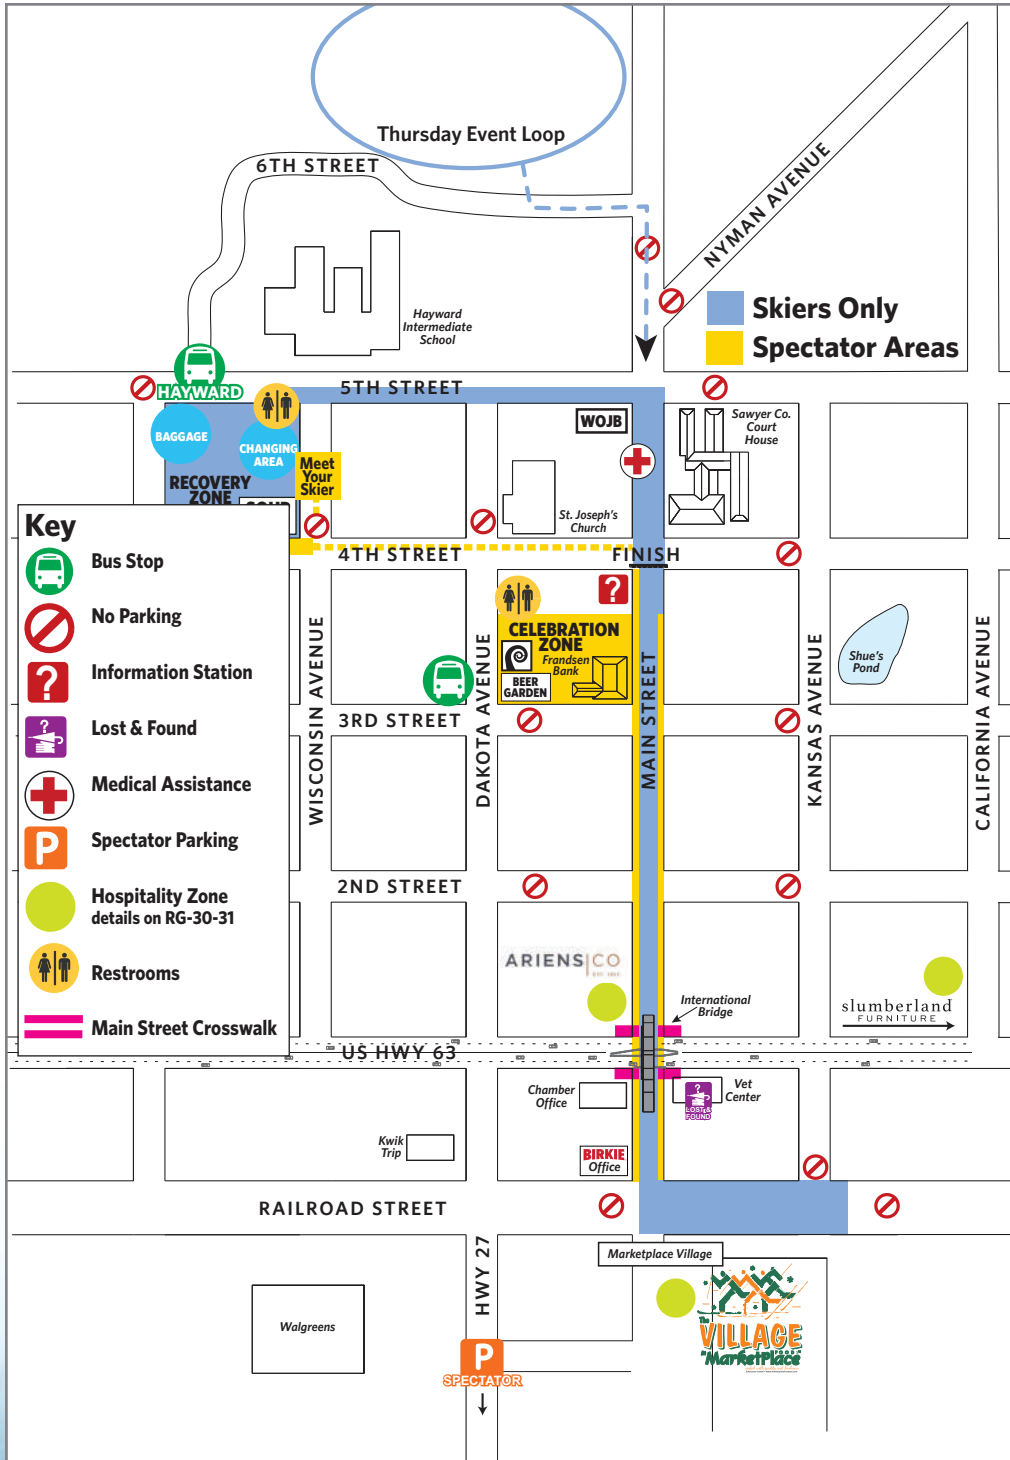 Thursday Event Loop
6TH STREET
NYMAN AVENUE
Hayward
Intermediate
School
Skiers Only
Spectator Areas
HAYWARD
5TH STREET
BAGGAGE
CHANGING
AREA
WOJB
Sawyer Co.
Court
House
Meet
Your
Skier
RECOVERY
ZONE
St. Joseph's
Church
4TH STREET
FINISH
Key
Bus Stop
No Parking
?
Information Station
?
Lost & Found
Medical Assistance
P
Spectator Parking
Hospitality Zone
details on RG-30-31
Restrooms
Main Street Crosswalk
WISCONSIN AVENUE
DAKOTA AVENUE
?
CELEBRATION
ZONE
Frandsen
Bank
BEER
GARDEN
MAIN STREET
KANSAS AVENUE
Shue's
Pond
CALIFORNIA AVENUE
3RD STREET
2ND STREET
ARIENS|CO
International
Bridge
slumberland
FURNITURE
US HWY 63
Chamber
Office
Vet
Center
?
LOST &
FOUND
Kwik
Trip
BIRKIE
Office
RAILROAD STREET
HWY 27
Marketplace Village
Walgreens
The
VILLAGE
MarketPlace
P
SPECTATOR